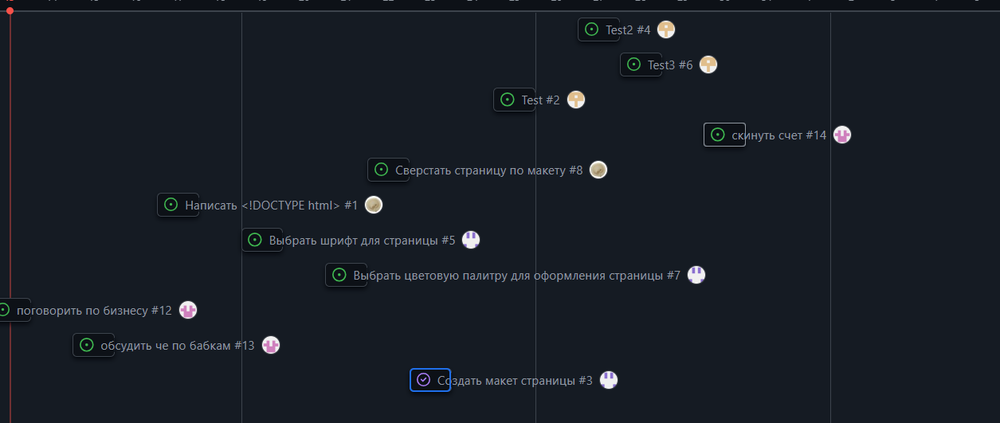 Test2 #4
Test3 #6
Test #2
скинуть счет #14
Сверстать страницу по макету #8
Написать <!DOCTYPE html> #1
Выбрать шрифт для страницы #5
Выбрать цветовую палитру для оформления страницы #7
поговорить по бизнесу #12
обсудить че по бабкам #13
Создать макет страницы #3